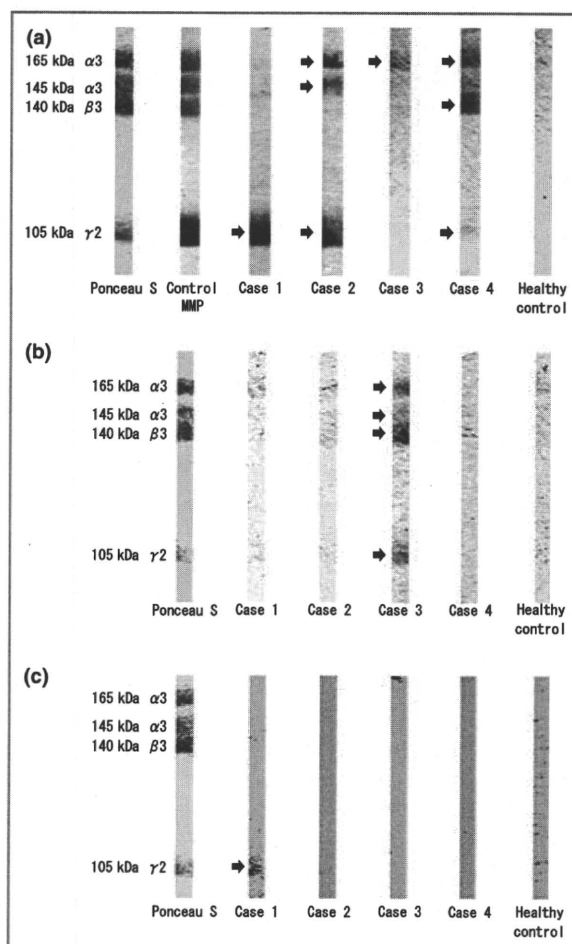 (a)
165 kDa α3
145 kDa α3
140 kDa β3
105 kDa γ2
Ponceau S Control MMP Case 1 Case 2 Case 3 Case 4 Healthy control
(b)
165 kDa α3
145 kDa α3
140 kDa β3
105 kDa γ2
Ponceau S Case 1 Case 2 Case 3 Case 4 Healthy control
(c)
165 kDa α3
145 kDa α3
140 kDa β3
105 kDa γ2
Ponceau S Case 1 Case 2 Case 3 Case 4 Healthy control